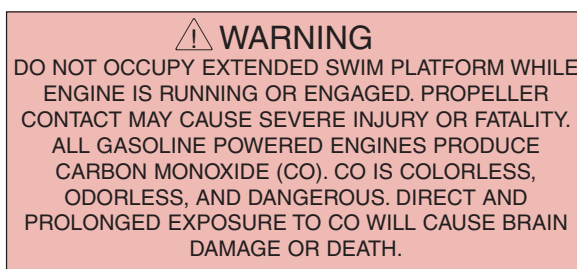 WARNING
DO NOT OCCUPY EXTENDED SWIM PLATFORM WHILE
ENGINE IS RUNNING OR ENGAGED. PROPELLER
CONTACT MAY CAUSE SEVERE INJURY OR FATALITY.
ALL GASOLINE POWERED ENGINES PRODUCE
CARBON MONOXIDE (CO). CO IS COLORLESS,
ODORLESS, AND DANGEROUS. DIRECT AND
PROLONGED EXPOSURE TO CO WILL CAUSE BRAIN
DAMAGE OR DEATH.